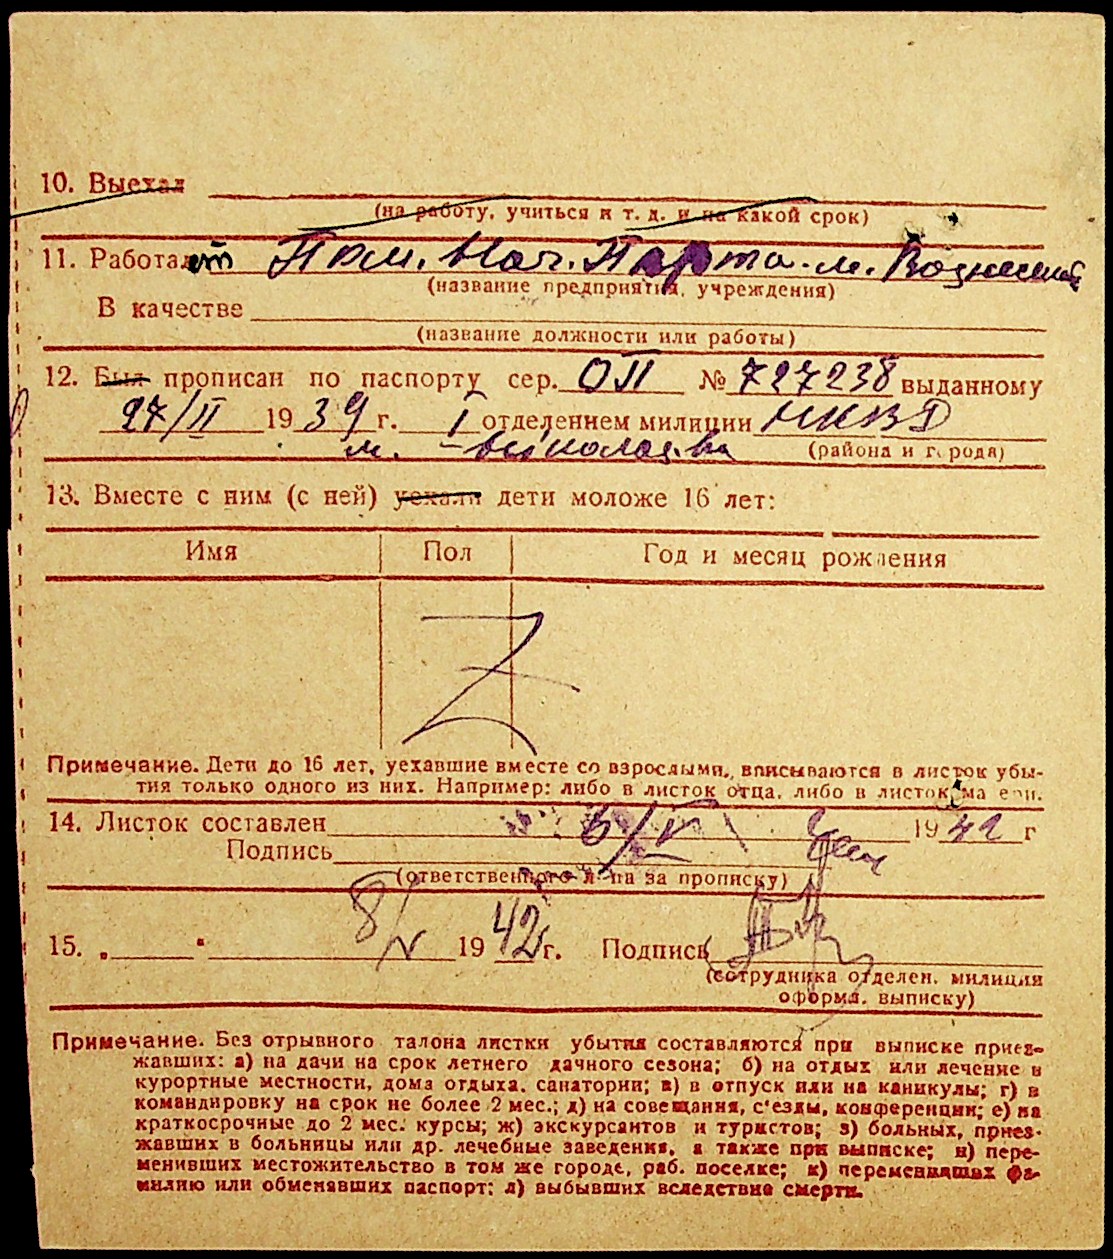 10. Выехал
(на работу, учиться и т. д. и на какой срок)
11. Работает Пом. Нач. Парта. м.
(название предприятия, учреждения)
В качестве
(название должности или работы)
12. Был прописан по паспорту сер. ОП № 727238 выданному
27/II 1939 г. I отделением милиции НКВД
м. Николаева (района и города)
13. Вместе с ним (с ней) уехали дети моложе 16 лет:
Имя Пол Год и месяц рождения
Z
Примечание. Дети до 16 лет, уехавшие вместе со взрослыми, вписываются в листок убы-
тия только одного из них. Например: либо в листок отца, либо в листок матери.
14. Листок составлен 6/V 1942 г
Подпись
(ответственного л-ца за прописку)
15. „ " 8/V 1942 г. Подпись
(сотрудника отделен. милиции
оформл. выписку)
Примечание. Без отрывного талона листки убытия составляются при выписке приез-
жавших: а) на дачи на срок летнего дачного сезона; б) на отдых или лечение в
курортные местности, дома отдыха, санатории; в) в отпуск или на каникулы; г) в
командировку на срок не более 2 мес.; д) на совещания, с'езды, конференции; е) на
краткосрочные до 2 мес. курсы; ж) экскурсантов и туристов; з) больных, приез-
жавших в больницы или др. лечебные заведения, а также при выписке; и) пере-
менивших местожительство в том же городе, раб. поселке; к) переменивших фа-
милию или обменявших паспорт; л) выбывших вследствие смерти.